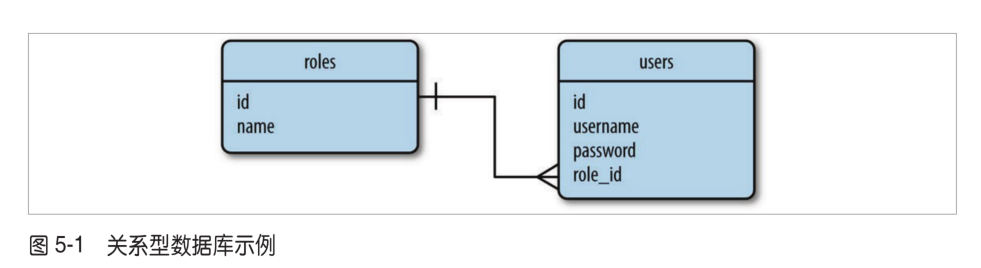 roles
id
name
users
id
username
password
role_id
图 5-1 关系型数据库示例